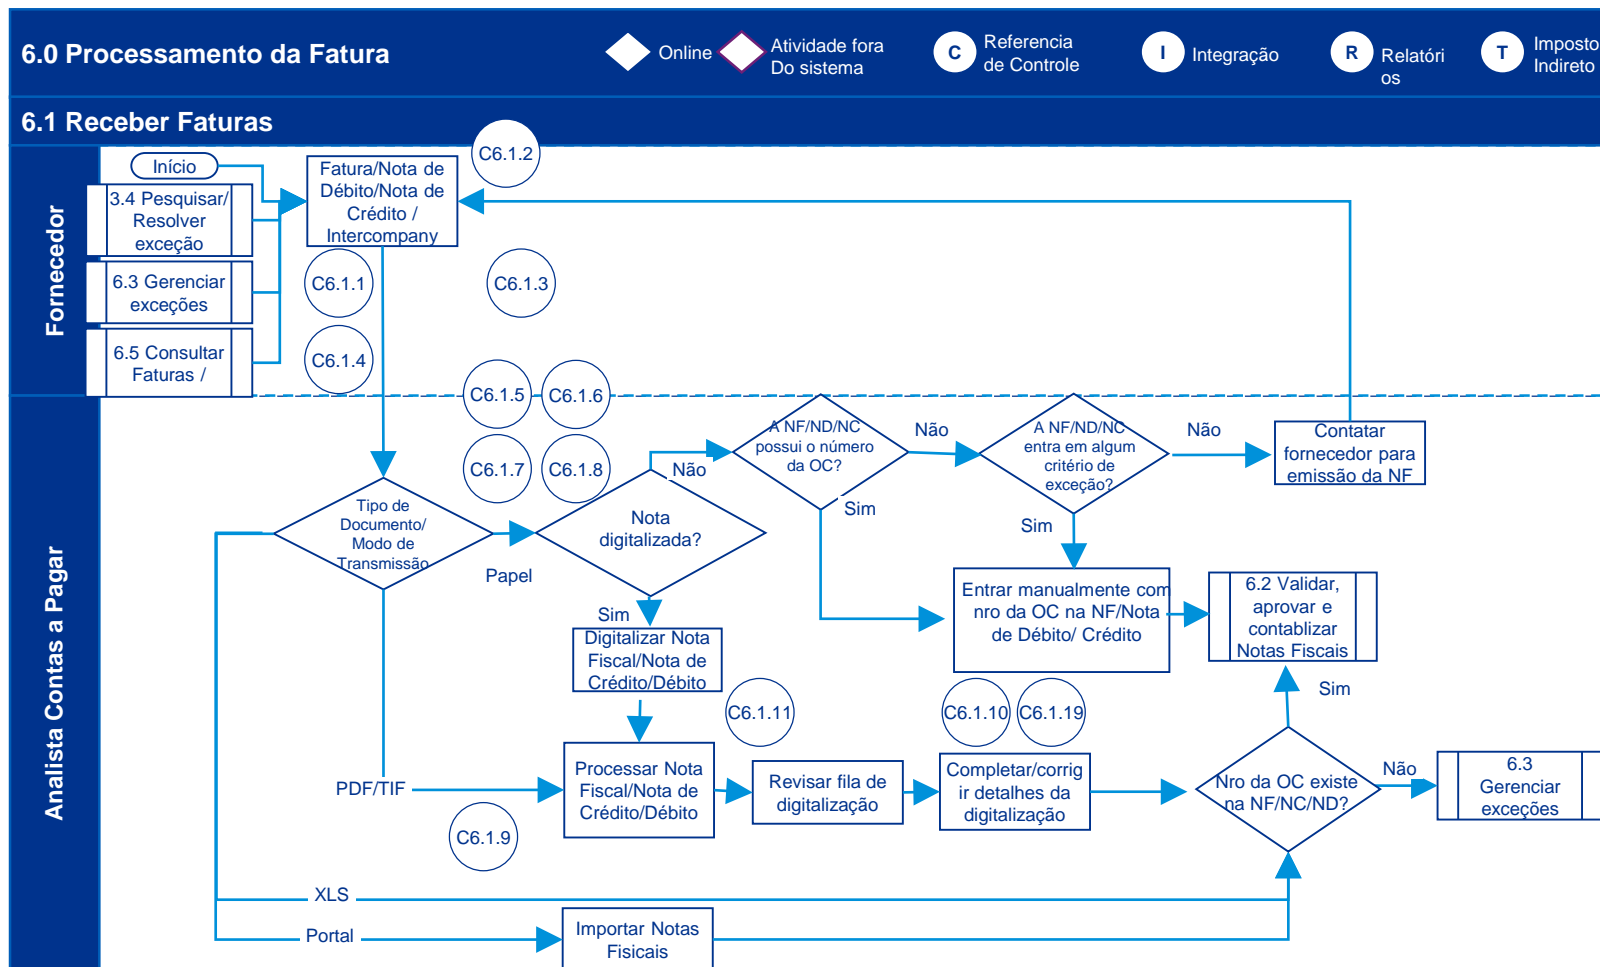 6.0 Processamento da Fatura
Online
Atividade fora
Do sistema
C
Referencia
de Controle
I
Integração
R
Relatóri
os
T
Imposto
Indireto
6.1 Receber Faturas
Fornecedor
Início
3.4 Pesquisar/
Resolver
exceção
6.3 Gerenciar
exceções
6.5 Consultar
Faturas /
Fatura/Nota de
Débito/Nota de
Crédito /
Intercompany
C6.1.2
C6.1.1
C6.1.3
C6.1.4
Analista Contas a Pagar
C6.1.5
C6.1.6
C6.1.7
C6.1.8
Tipo de
Documento/
Modo de
Transmissão
Papel
Nota
digitalizada?
Não
Sim
A NF/ND/NC
possui o número
da OC?
Não
Sim
A NF/ND/NC
entra em algum
critério de
exceção?
Não
Sim
Contatar
fornecedor para
emissão da NF
Entrar manualmente com
nro da OC na NF/Nota
de Débito/ Crédito
6.2 Validar,
aprovar e
contablizar
Notas Fiscais
Digitalizar Nota
Fiscal/Nota de
Crédito/Débito
C6.1.11
C6.1.10
C6.1.19
Sim
PDF/TIF
Processar Nota
Fiscal/Nota de
Crédito/Débito
Revisar fila de
digitalização
Completar/corrig
ir detalhes da
digitalização
Nro da OC existe
na NF/NC/ND?
Não
6.3
Gerenciar
exceções
C6.1.9
XLS
Portal
Importar Notas
Fisicais